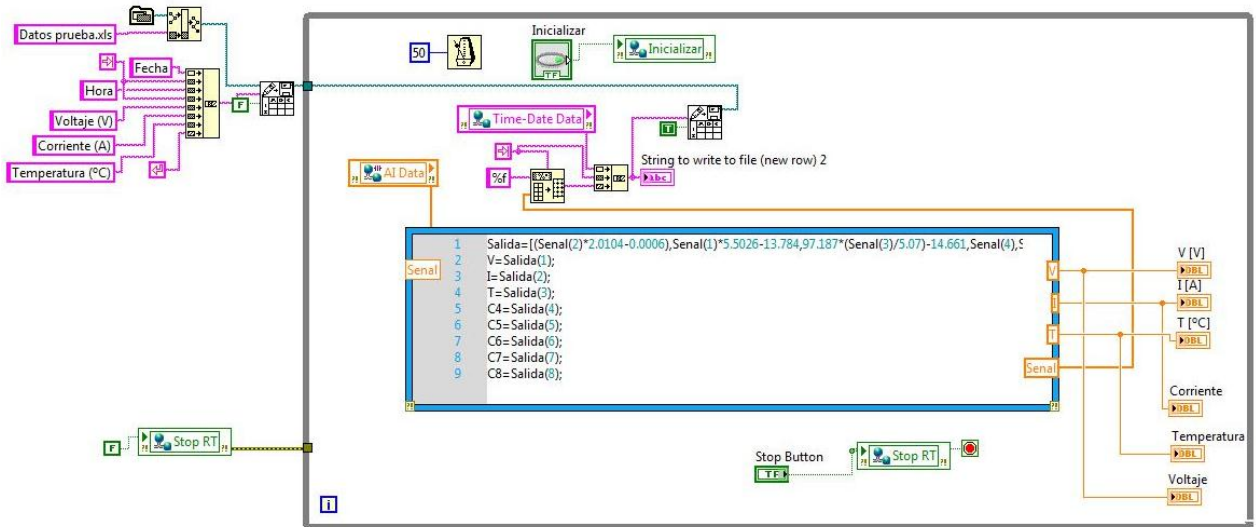 Datos prueba.xls
Fecha
Hora
Voltaje (V)
Corriente (A)
Temperatura (ºC)
F
50
Inicializar
TF
Inicializar
Time-Date Data
T
String to write to file (new row) 2
abc
%f
AI Data
Senal
1 Salida=[(Senal(2)*2.0104-0.0006),Senal(1)*5.5026-13.784,97.187*(Senal(3)/5.07)-14.661,Senal(4),S
2 V=Salida(1);
3 I=Salida(2);
4 T=Salida(3);
5 C4=Salida(4);
6 C5=Salida(5);
7 C6=Salida(6);
8 C7=Salida(7);
9 C8=Salida(8);
V
I
T
Senal
V [V]
DBL
I [A]
DBL
T [ºC]
DBL
Corriente
DBL
Temperatura
DBL
Voltaje
DBL
F
Stop RT
Stop Button
TF
Stop RT
i